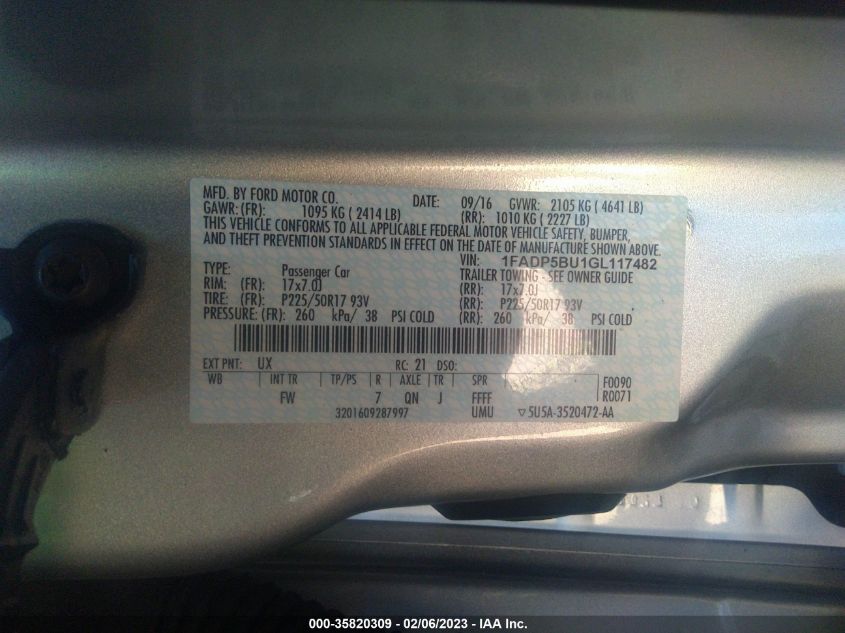 MFD. BY FORD MOTOR CO. DATE: 09/16 GVWR: 2105 KG ( 4641 LB)
GAWR: (FR): 1095 KG ( 2414 LB) (RR): 1010 KG ( 2227 LB)
THIS VEHICLE CONFORMS TO ALL APPLICABLE FEDERAL MOTOR VEHICLE SAFETY, BUMPER,
AND THEFT PREVENTION STANDARDS IN EFFECT ON THE DATE OF MANUFACTURE SHOWN ABOVE.
VIN: 1FADP5BU1GL117482
TYPE: Passenger Car TRAILER TOWING - SEE OWNER GUIDE
RIM: (FR): 17x7.0J (RR): 17x7.0J
TIRE: (FR): P225/50R17 93V (RR): P225/50R17 93V
PRESSURE: (FR): 260 kPa/ 38 PSI COLD (RR): 260 kPa/ 38 PSI COLD
EXT PNT: UX RC: 21 DSO:
WB INT TR TP/PS R AXLE TR SPR F0090
FW 7 QN J FFFF R0071
3201609287997 UMU ▽5U5A-3520472-AA
000-35820309 - 02/06/2023 - IAA Inc.